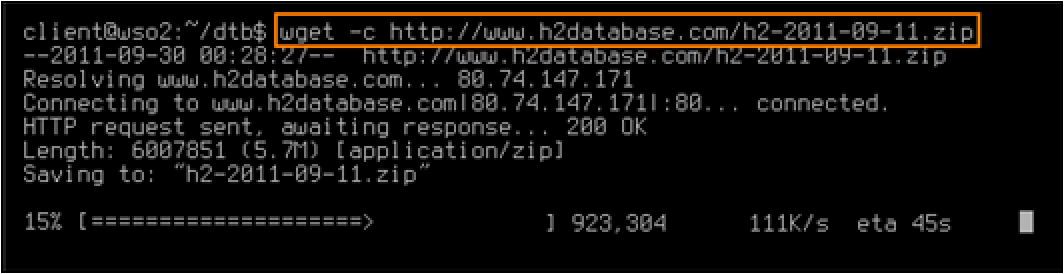 client@wso2:~/dtb$ wget -c http://www.h2database.com/h2-2011-09-11.zip
--2011-09-30 00:28:27-- http://www.h2database.com/h2-2011-09-11.zip
Resolving www.h2database.com... 80.74.147.171
Connecting to www.h2database.com|80.74.147.171|:80... connected.
HTTP request sent, awaiting response... 200 OK
Length: 6007851 (5.7M) [application/zip]
Saving to: "h2-2011-09-11.zip"
15% [====================> ] 923,304 111K/s eta 45s